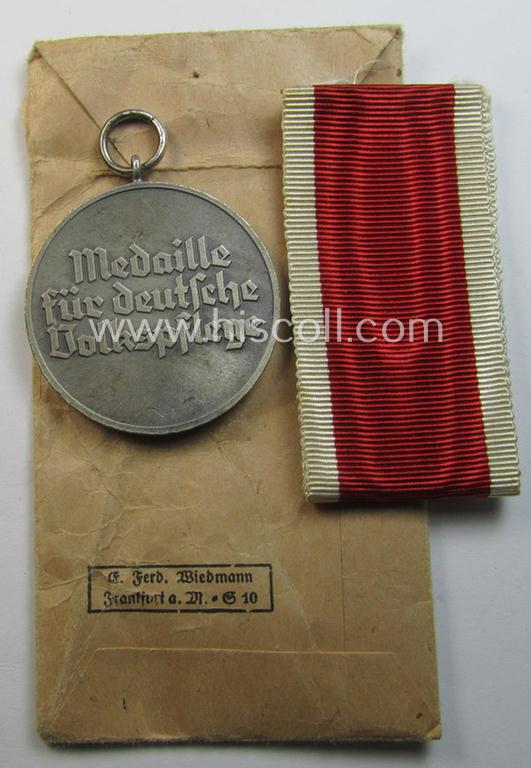 Medaille
für deutsche
Volkspflege
www.hiscoll.com
E. Ferd. Wiedmann
Frankfurt a. M. • S 10